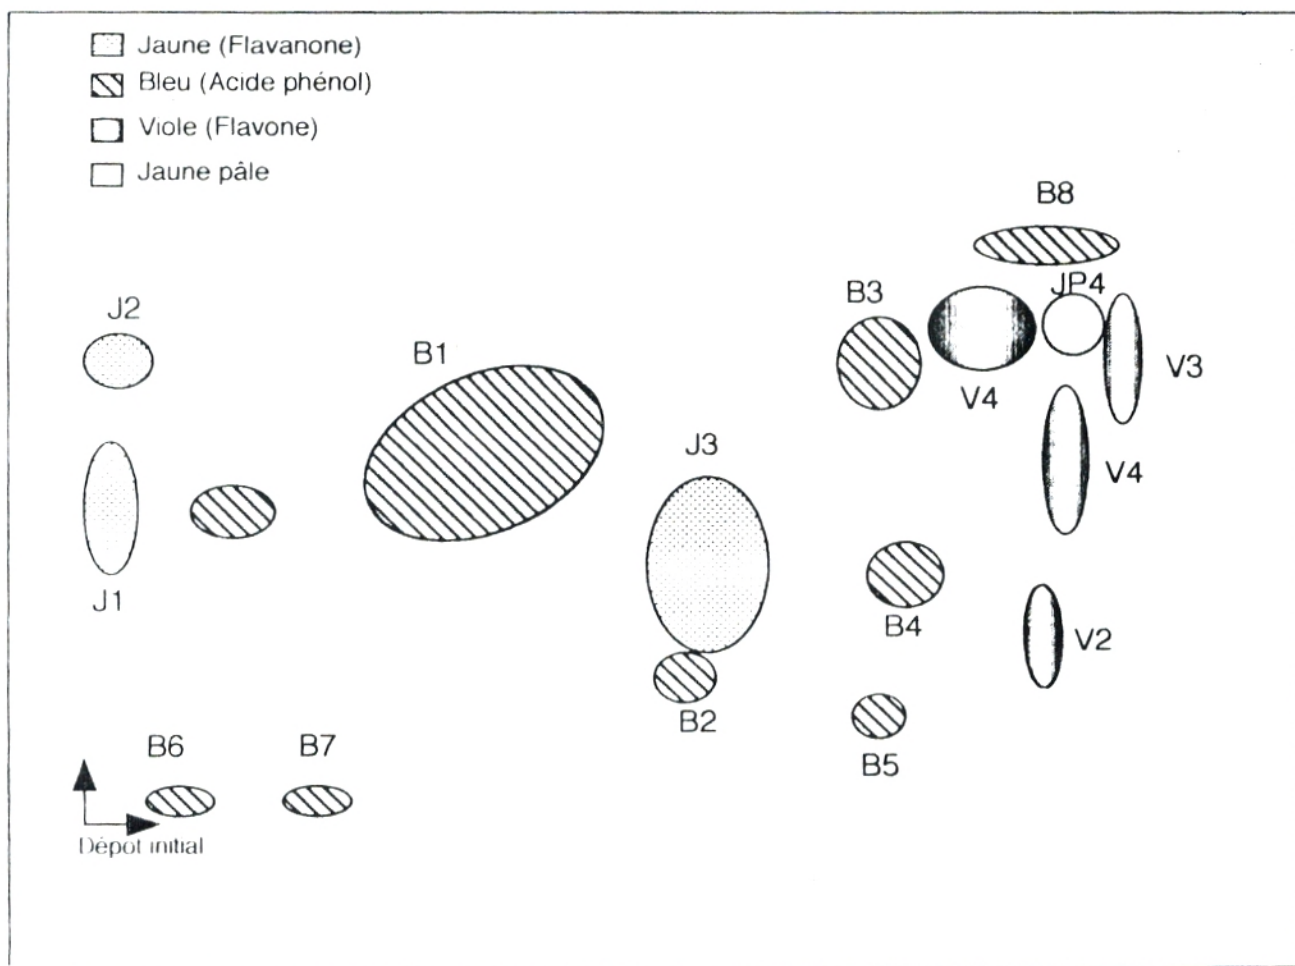 Jaune (Flavanone)
Bleu (Acide phénol)
Viole (Flavone)
Jaune pâle
B8
JP4
B3
J2
B1
V3
V4
J3
V4
J1
B4
V2
B2
B5
B6
B7
Dépot initial